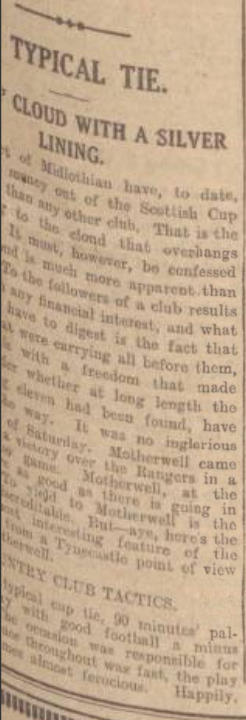 TYPICAL TIE.
CLOUD WITH A SILVER
LINING.
of Midlothian have, to date,
money out of the Scottish Cup
than any other club. That is the
to the cloud that overhangs
It must, however, be confessed
is much more apparent than
To the followers of a club results
any financial interest, and what
have to digest is the fact that
were carrying all before them,
with a freedom that made
whether at long length the
eleven had been found, have
way. It was no inglorious
of Saturday. Motherwell came
victory over the Rangers in a
game. Motherwell, at the
as good as there is going in
To yield to Motherwell is the
But—aye, here's the
interesting feature of the
from a Tynecastle point of view
CLUB TACTICS.
typical cup tie, 90 minutes' pal-
with good football a minus
occasion was responsible for
throughout was fast, the play
almost ferocious. Happily,